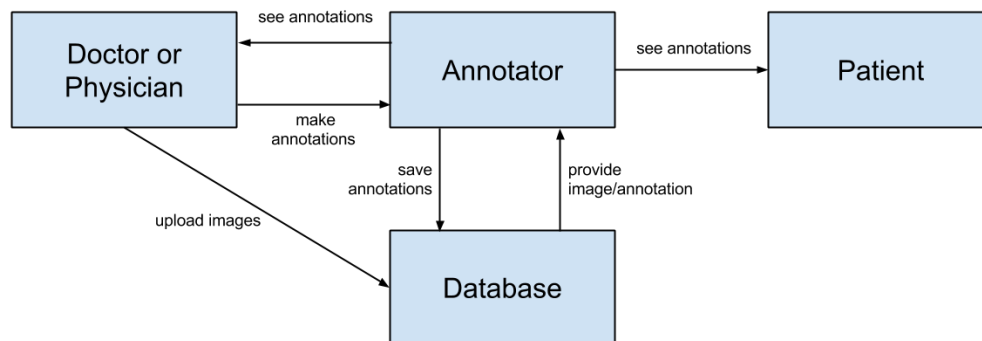 see annotations
Doctor or
Physician
make
annotations
Annotator
see annotations
Patient
save
annotations
provide
image/annotation
upload images
Database